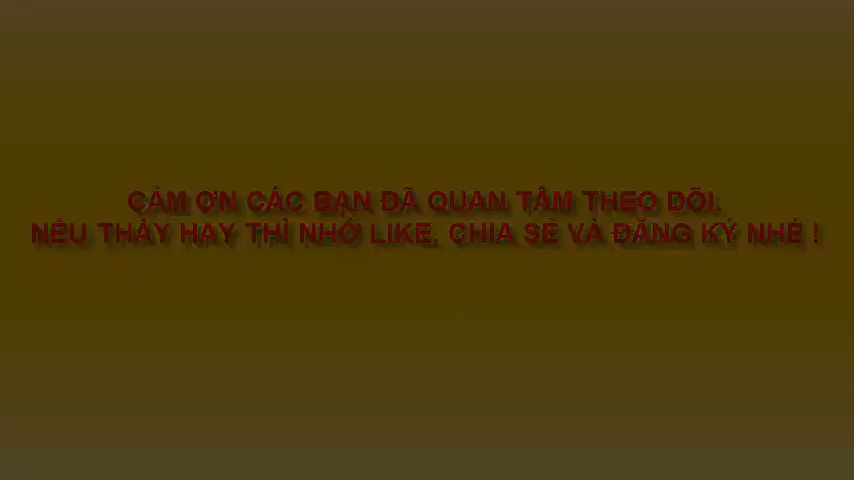 CẢM ƠN CÁC BẠN ĐÃ QUAN TÂM THEO DÕI.
NẾU THẤY HAY THÌ NHỚ LIKE, CHIA SẺ VÀ ĐĂNG KÝ NHÉ !